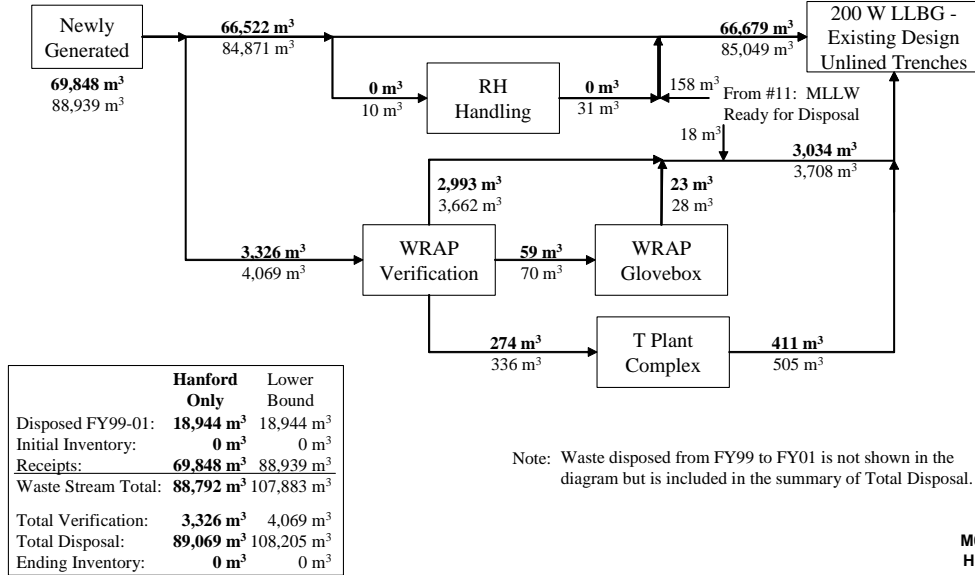 Newly
Generated
69,848 m³
88,939 m³
66,522 m³
84,871 m³
66,679 m³
85,049 m³
200 W LLBG -
Existing Design
Unlined Trenches
0 m³
10 m³
RH
Handling
0 m³
31 m³
158 m³
From #11: MLLW
Ready for Disposal
18 m³
3,034 m³
3,708 m³
2,993 m³
3,662 m³
23 m³
28 m³
3,326 m³
4,069 m³
WRAP
Verification
59 m³
70 m³
WRAP
Glovebox
274 m³
336 m³
T Plant
Complex
411 m³
505 m³
Hanford Lower
Only Bound
Disposed FY99-01: 18,944 m³ 18,944 m³
Initial Inventory: 0 m³ 0 m³
Receipts: 69,848 m³ 88,939 m³
Waste Stream Total: 88,792 m³ 107,883 m³
Total Verification: 3,326 m³ 4,069 m³
Total Disposal: 89,069 m³ 108,205 m³
Ending Inventory: 0 m³ 0 m³
Note: Waste disposed from FY99 to FY01 is not shown in the
diagram but is included in the summary of Total Disposal.